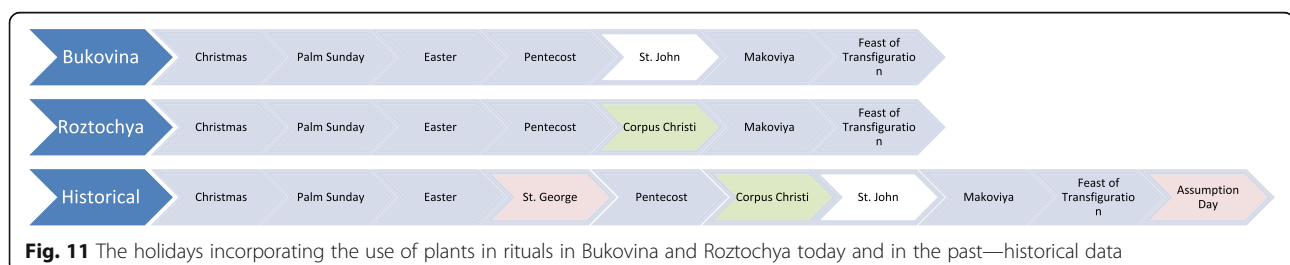 Bukovina
Christmas
Palm Sunday
Easter
Pentecost
St. John
Makoviya
Feast of
Transfiguratio
n
Roztochya
Christmas
Palm Sunday
Easter
Pentecost
Corpus Christi
Makoviya
Feast of
Transfiguratio
n
Historical
Christmas
Palm Sunday
Easter
St. George
Pentecost
Corpus Christi
St. John
Makoviya
Feast of
Transfiguratio
n
Assumption
Day
Fig. 11 The holidays incorporating the use of plants in rituals in Bukovina and Roztochya today and in the past—historical data